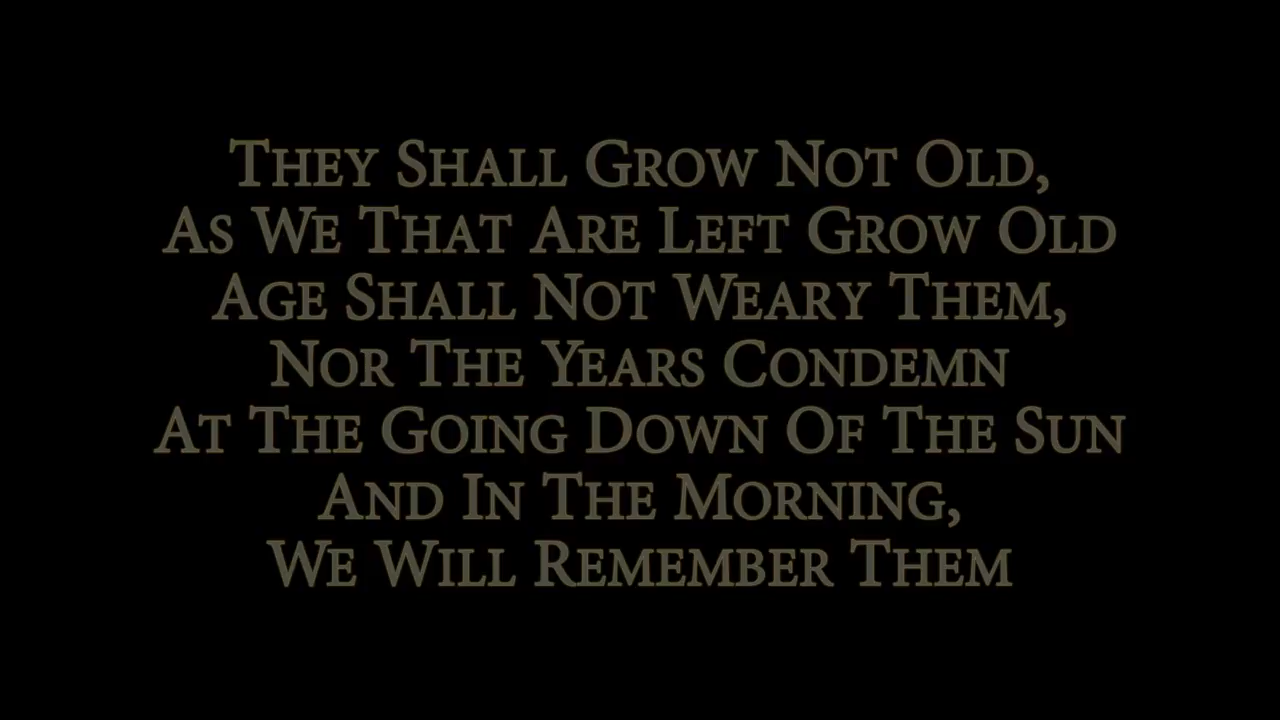 They Shall Grow Not Old,
As We That Are Left Grow Old
Age Shall Not Weary Them,
Nor The Years Condemn
At The Going Down Of The Sun
And In The Morning,
We Will Remember Them